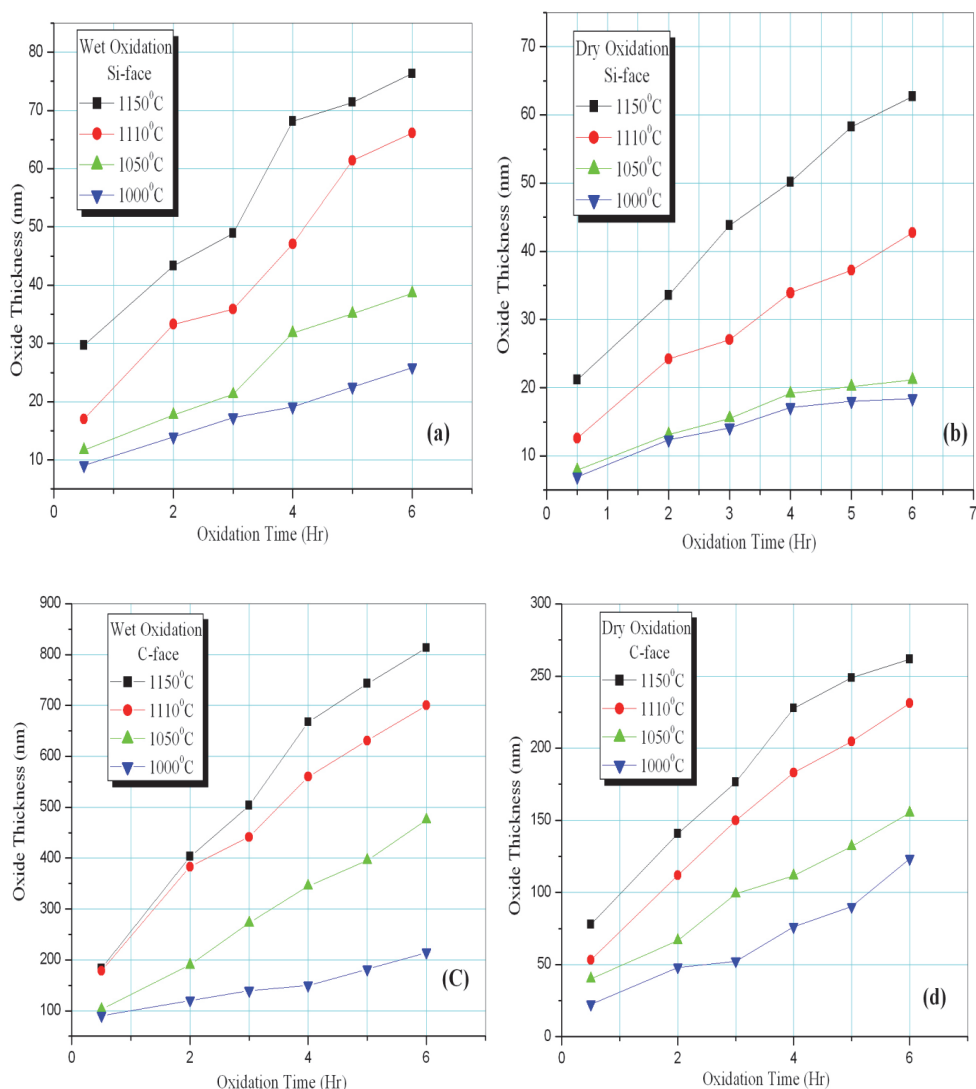 Wet Oxidation
Si-face
1150⁰C
1110⁰C
1050⁰C
1000⁰C
85
80
70
60
50
40
30
20
10
0
2
4
6
Oxide Thickness (nm)
Oxidation Time (Hr)
(a)
Dry Oxidation
Si-face
1150⁰C
1110⁰C
1050⁰C
1000⁰C
70
60
50
40
30
20
10
0
1
2
3
4
5
6
7
Oxide Thickness (nm)
Oxidation Time (Hr)
(b)
Wet Oxidation
C-face
1150⁰C
1110⁰C
1050⁰C
1000⁰C
900
800
700
600
500
400
300
200
100
0
2
4
6
Oxide Thickness (nm)
Oxidation Time (Hr)
(C)
Dry Oxidation
C-face
1150⁰C
1110⁰C
1050⁰C
1000⁰C
300
250
200
150
100
50
0
0
2
4
6
Oxide Thickness (nm)
Oxidation Time (Hr)
(d)